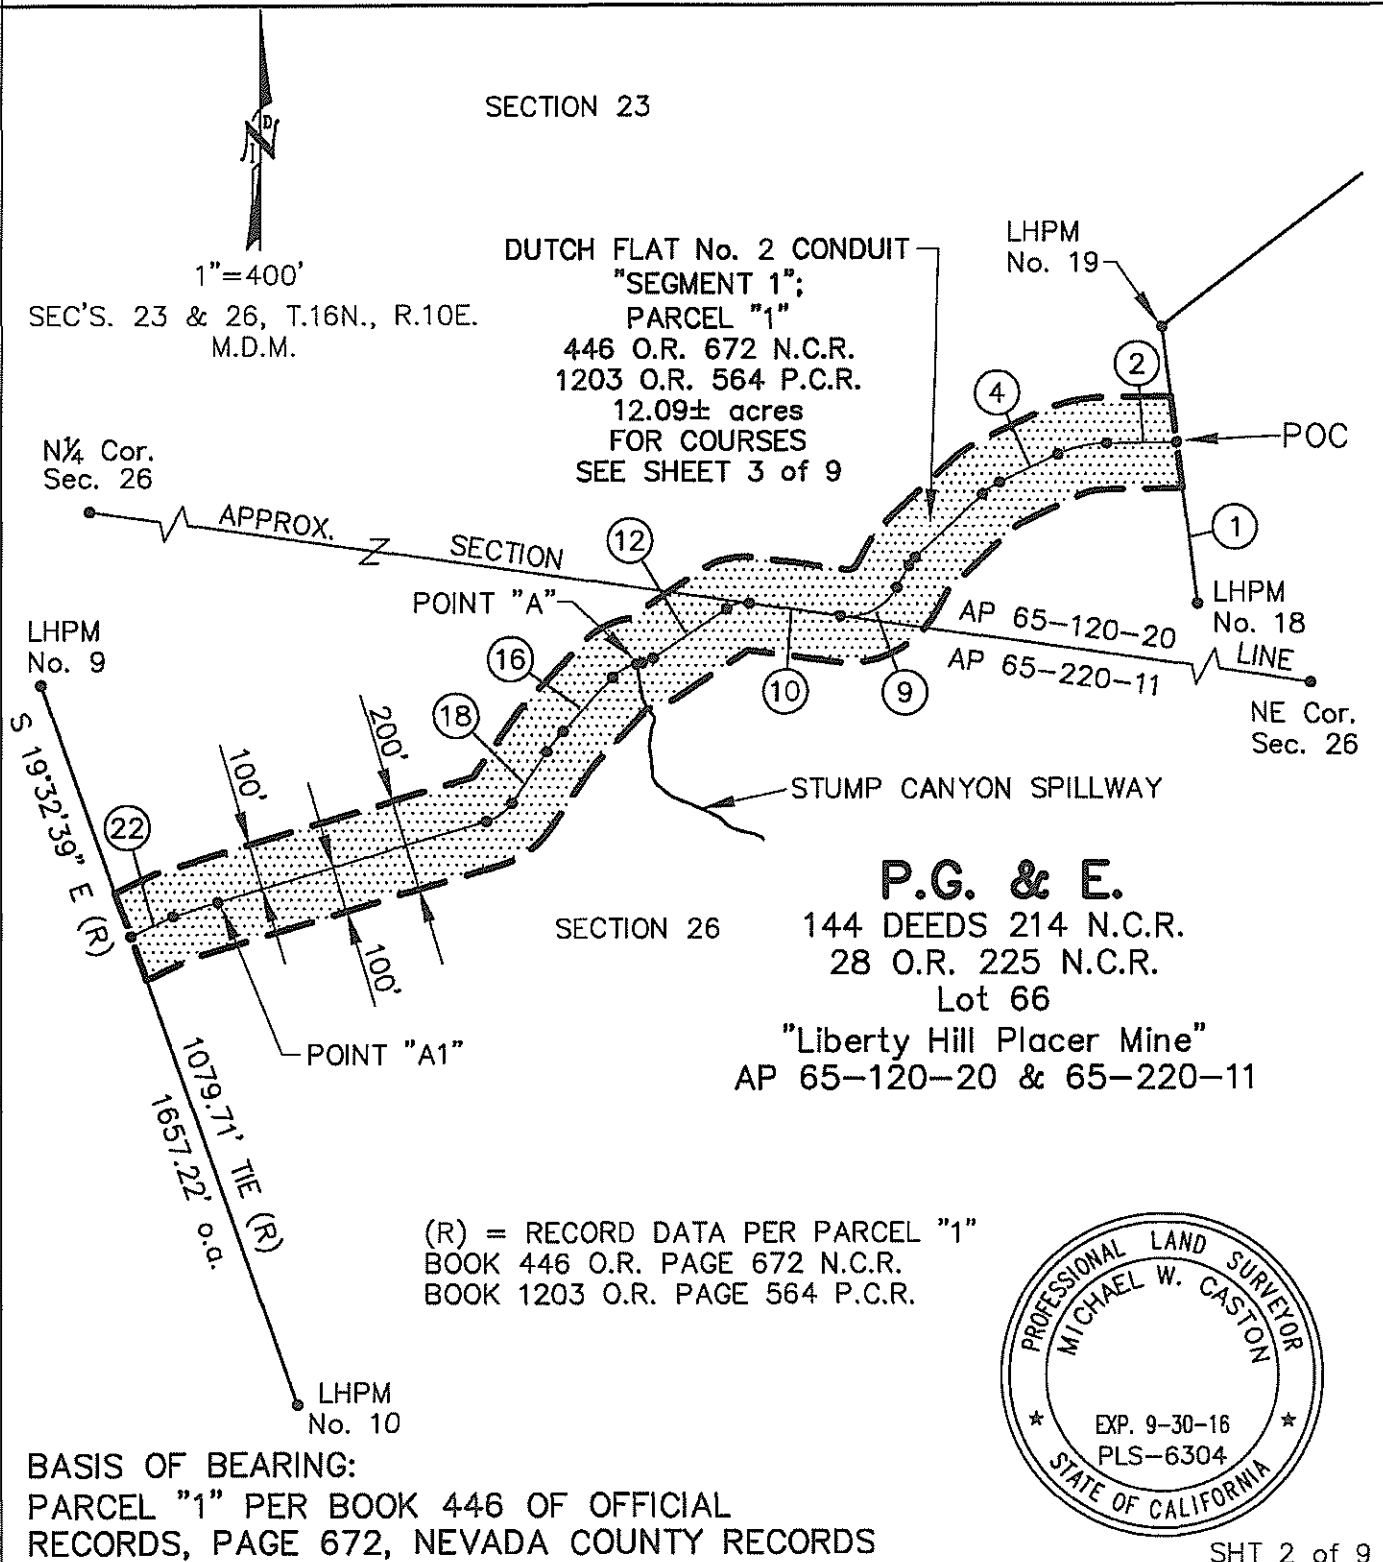 SECTION 23
NID
1"=400'
SEC'S. 23 & 26, T.16N., R.10E.
M.D.M.
DUTCH FLAT No. 2 CONDUIT
"SEGMENT 1";
PARCEL "1"
446 O.R. 672 N.C.R.
1203 O.R. 564 P.C.R.
12.09± acres
FOR COURSES
SEE SHEET 3 of 9
LHPM
No. 19
2
4
POC
N¼ Cor.
Sec. 26
APPROX.
SECTION
12
1
POINT "A"
LHPM
No. 18
AP 65-120-20
LINE
AP 65-220-11
LHPM
No. 9
16
10
9
NE Cor.
Sec. 26
18
S 19°32'39" E (R)
100'
200'
STUMP CANYON SPILLWAY
22
100'
SECTION 26
P.G. & E.
144 DEEDS 214 N.C.R.
28 O.R. 225 N.C.R.
Lot 66
"Liberty Hill Placer Mine"
AP 65-120-20 & 65-220-11
POINT "A1"
1079.71' TIE (R)
1657.22' o.a.
(R) = RECORD DATA PER PARCEL "1"
BOOK 446 O.R. PAGE 672 N.C.R.
BOOK 1203 O.R. PAGE 564 P.C.R.
LHPM
No. 10
PROFESSIONAL LAND SURVEYOR
MICHAEL W. CASTON
EXP. 9-30-16
PLS-6304
STATE OF CALIFORNIA
BASIS OF BEARING:
PARCEL "1" PER BOOK 446 OF OFFICIAL
RECORDS, PAGE 672, NEVADA COUNTY RECORDS
SHT 2 of 9